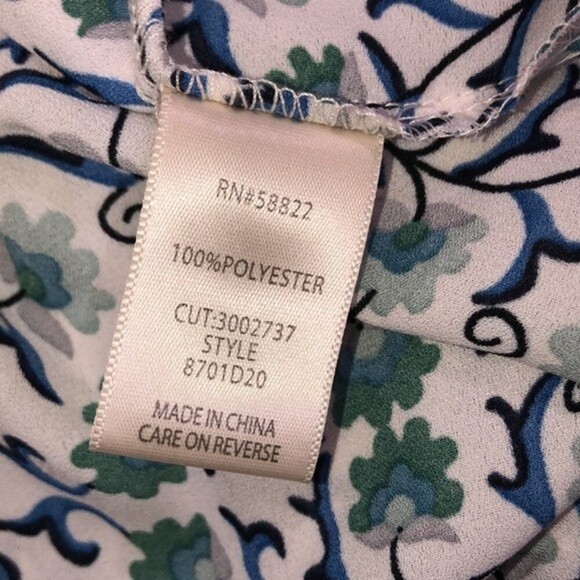 RN#58822
100%POLYESTER
CUT:3002737
STYLE
8701D20
MADE IN CHINA
CARE ON REVERSE